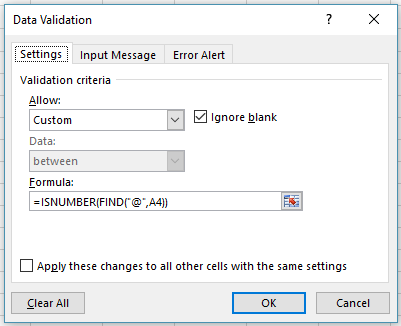 Data Validation
Settings Input Message Error Alert
Validation criteria
Allow:
Custom Ignore blank
Data:
between
Formula:
=ISNUMBER(FIND("@",A4))
Apply these changes to all other cells with the same settings
Clear All OK Cancel